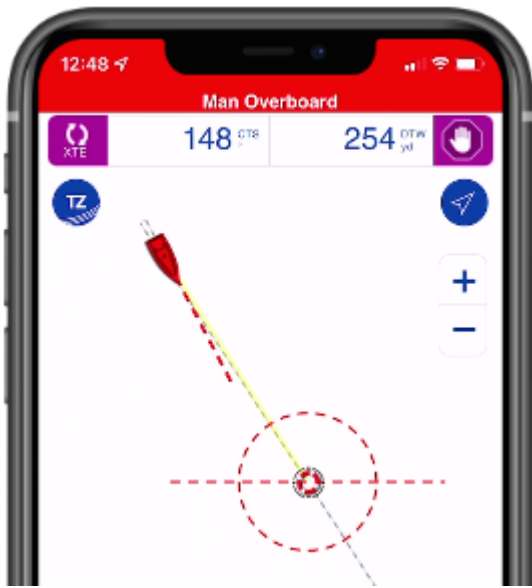 12:48
Man Overboard
XTE
148 CTS °
254 DTW yd
TZ
+
−